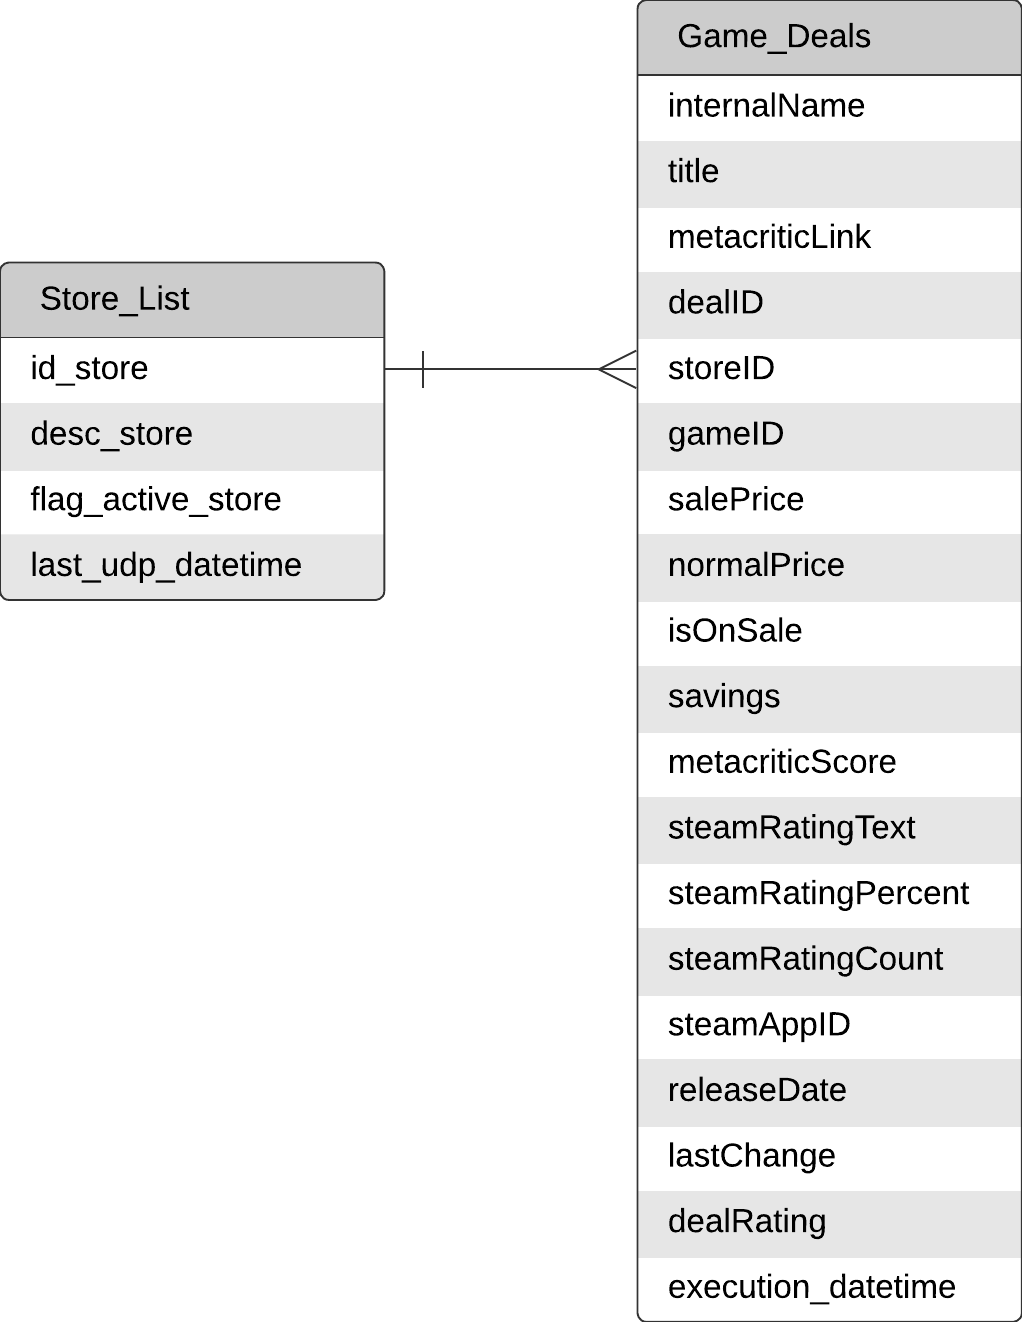 Store_List
id_store
desc_store
flag_active_store
last_udp_datetime
Game_Deals
internalName
title
metacriticLink
dealID
storeID
gameID
salePrice
normalPrice
isOnSale
savings
metacriticScore
steamRatingText
steamRatingPercent
steamRatingCount
steamAppID
releaseDate
lastChange
dealRating
execution_datetime